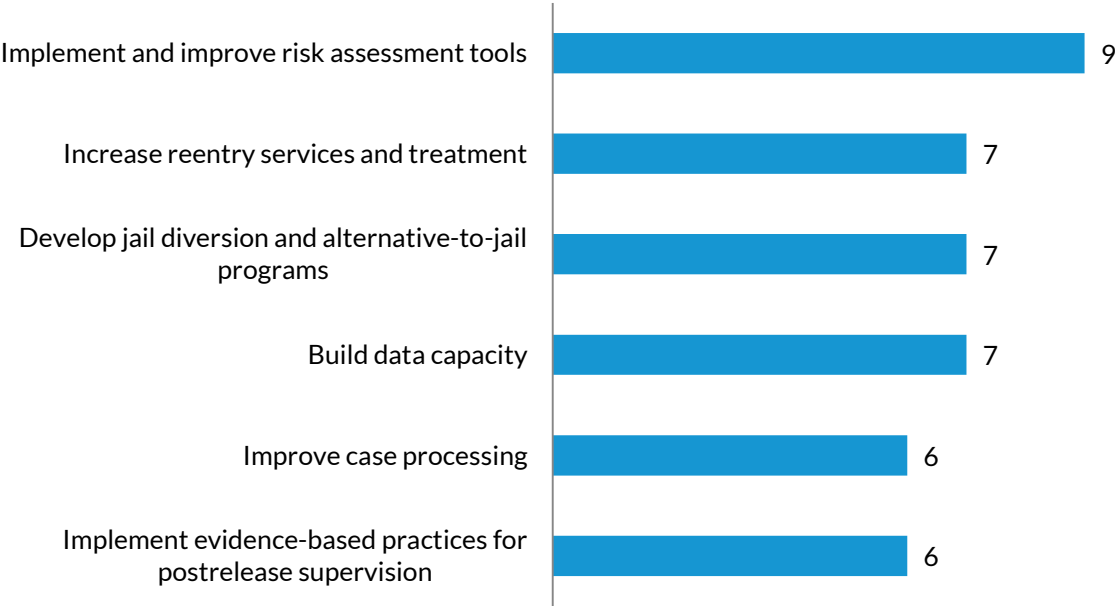 Implement and improve risk assessment tools 9
Increase reentry services and treatment 7
Develop jail diversion and alternative-to-jail
programs 7
Build data capacity 7
Improve case processing 6
Implement evidence-based practices for
postrelease supervision 6